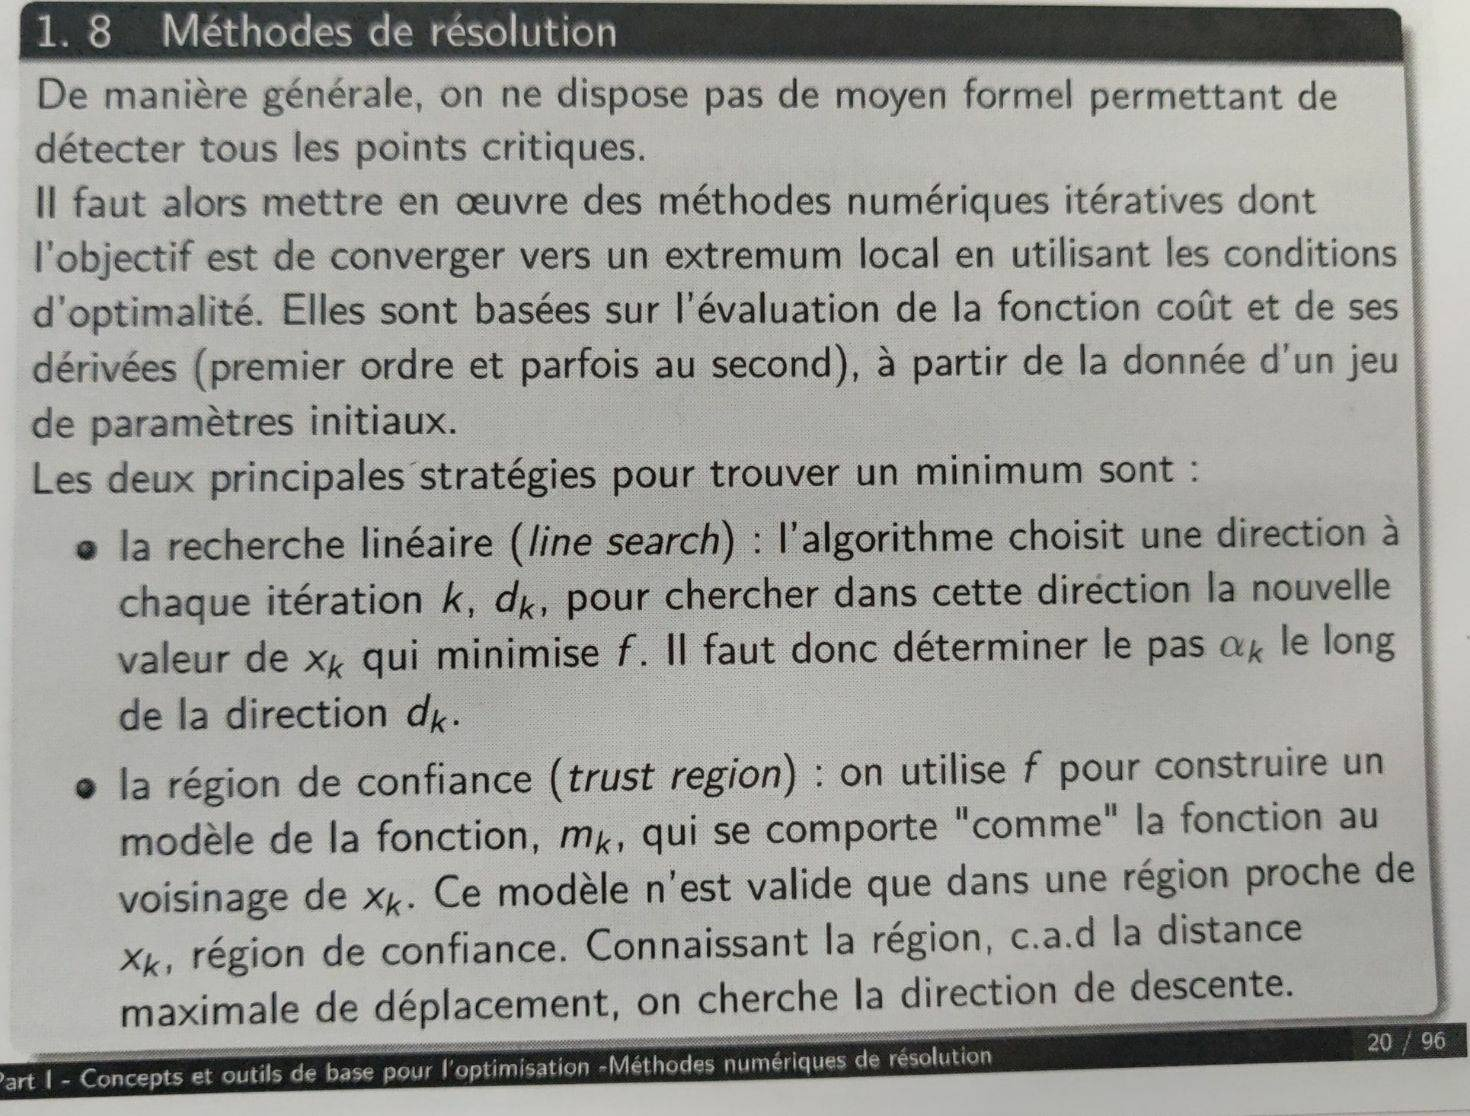 1. 8 Méthodes de résolution
De manière générale, on ne dispose pas de moyen formel permettant de
détecter tous les points critiques.
Il faut alors mettre en œuvre des méthodes numériques itératives dont
l'objectif est de converger vers un extremum local en utilisant les conditions
d'optimalité. Elles sont basées sur l'évaluation de la fonction coût et de ses
dérivées (premier ordre et parfois au second), à partir de la donnée d'un jeu
de paramètres initiaux.
Les deux principales stratégies pour trouver un minimum sont :
• la recherche linéaire (line search) : l'algorithme choisit une direction à
chaque itération k, dₖ, pour chercher dans cette direction la nouvelle
valeur de xₖ qui minimise f. Il faut donc déterminer le pas αₖ le long
de la direction dₖ.
• la région de confiance (trust region) : on utilise f pour construire un
modèle de la fonction, mₖ, qui se comporte "comme" la fonction au
voisinage de xₖ. Ce modèle n'est valide que dans une région proche de
xₖ, région de confiance. Connaissant la région, c.a.d la distance
maximale de déplacement, on cherche la direction de descente.
Part I - Concepts et outils de base pour l'optimisation -Méthodes numériques de résolution
20 / 96